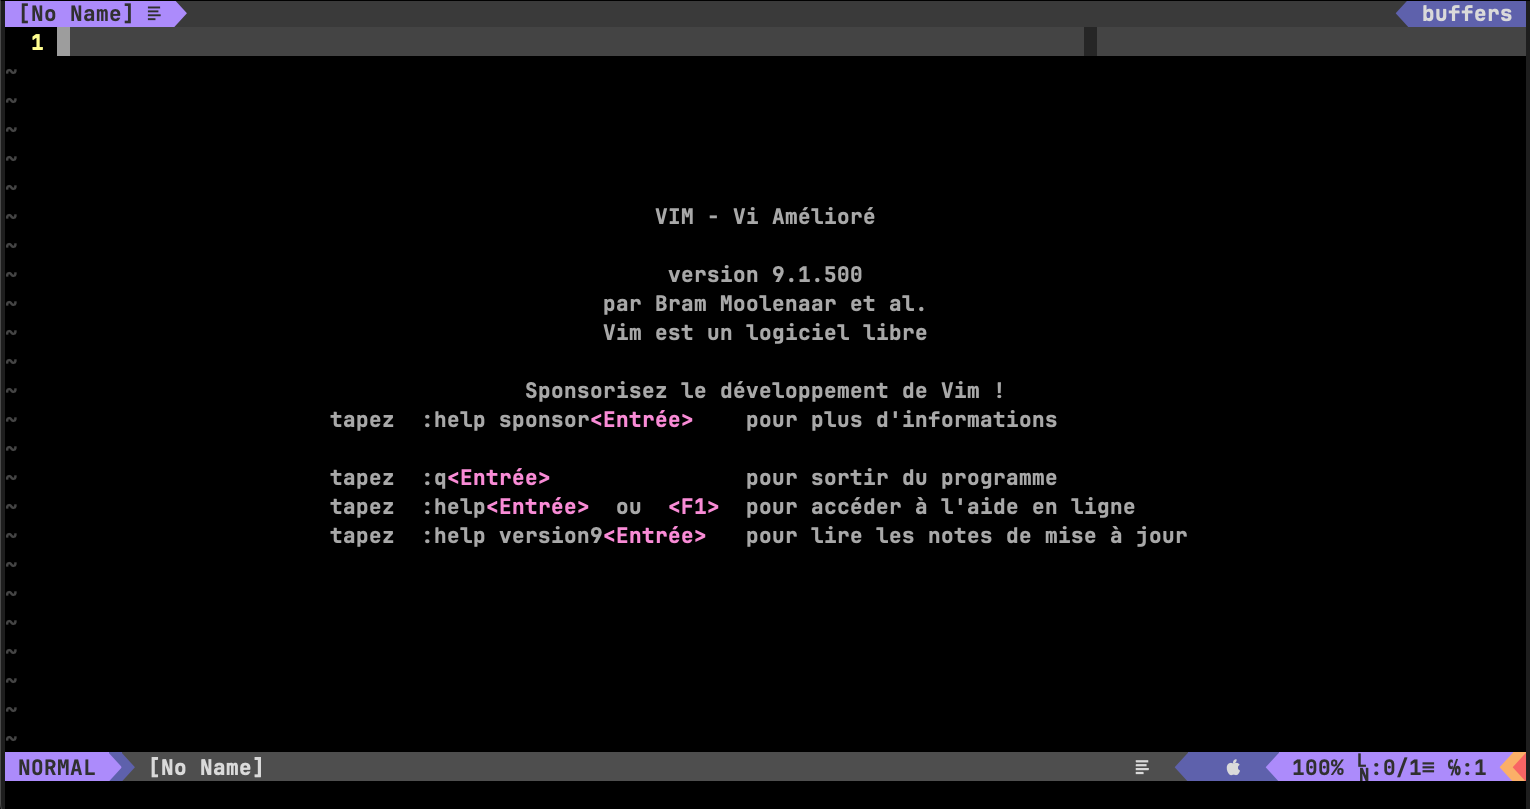 [No Name] buffers
1
~
~
~
~
~
~ VIM - Vi Amélioré
~
~ version 9.1.500
~ par Bram Moolenaar et al.
~ Vim est un logiciel libre
~
~ Sponsorisez le développement de Vim !
~ tapez :help sponsor<Entrée> pour plus d'informations
~
~ tapez :q<Entrée> pour sortir du programme
~ tapez :help<Entrée> ou <F1> pour accéder à l'aide en ligne
~ tapez :help version9<Entrée> pour lire les notes de mise à jour
~
~
~
~
~
~
~
NORMAL [No Name] 100% ␤:0/1≡ ℅:1